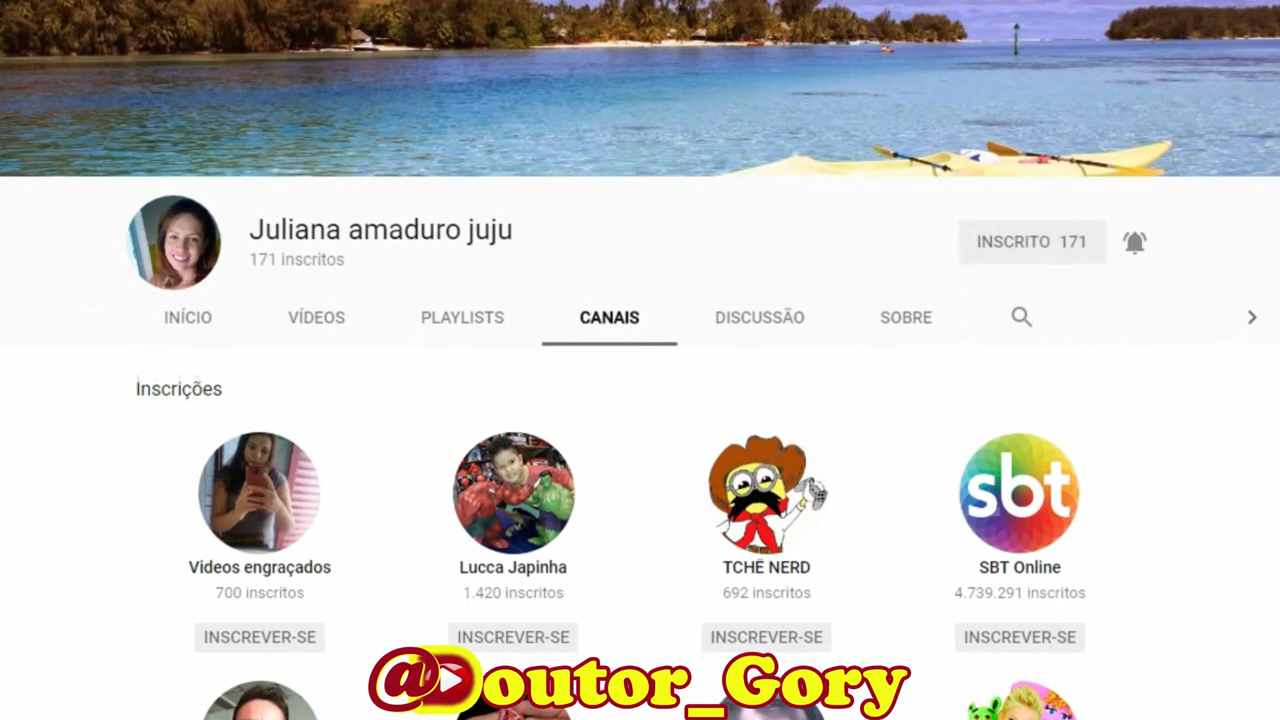 Juliana amaduro juju
171 inscritos
INSCRITO 171
INÍCIO VÍDEOS PLAYLISTS CANAIS DISCUSSÃO SOBRE
Inscrições
sbt
Videos engraçados Lucca Japinha TCHÊ NERD SBT Online
700 inscritos 1.420 inscritos 692 inscritos 4.739.291 inscritos
INSCREVER-SE INSCREVER-SE INSCREVER-SE INSCREVER-SE
@Doutor_Gory